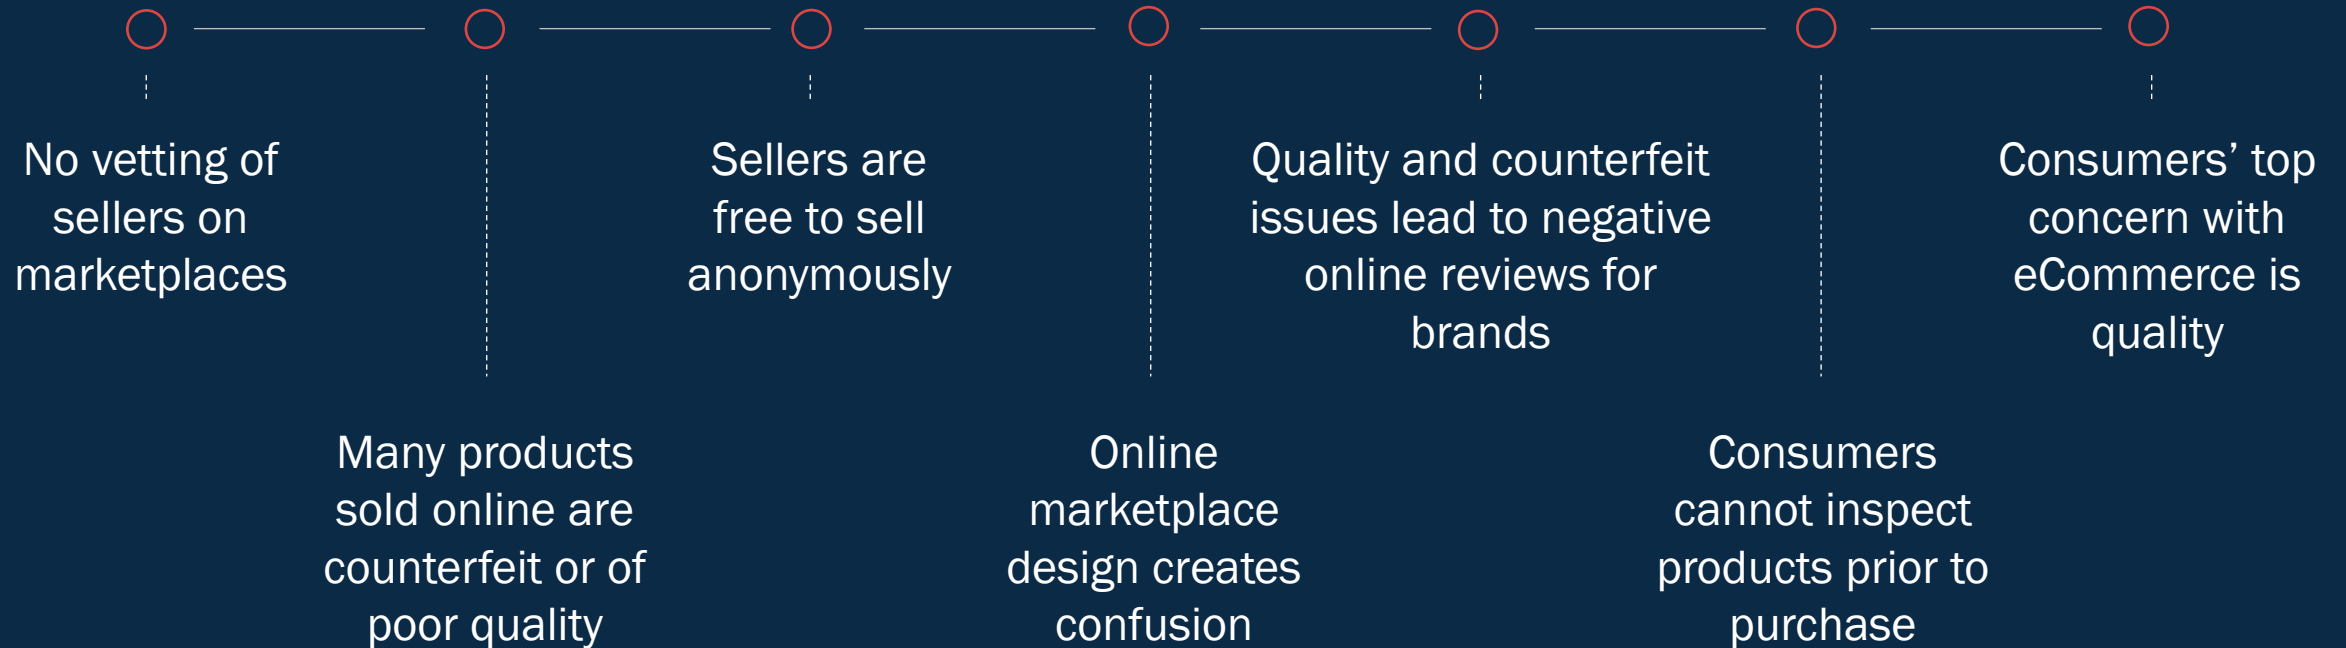 No vetting of
sellers on
marketplaces
Many products
sold online are
counterfeit or of
poor quality
Sellers are
free to sell
anonymously
Online
marketplace
design creates
confusion
Quality and counterfeit
issues lead to negative
online reviews for
brands
Consumers
cannot inspect
products prior to
purchase
Consumers’ top
concern with
eCommerce is
quality